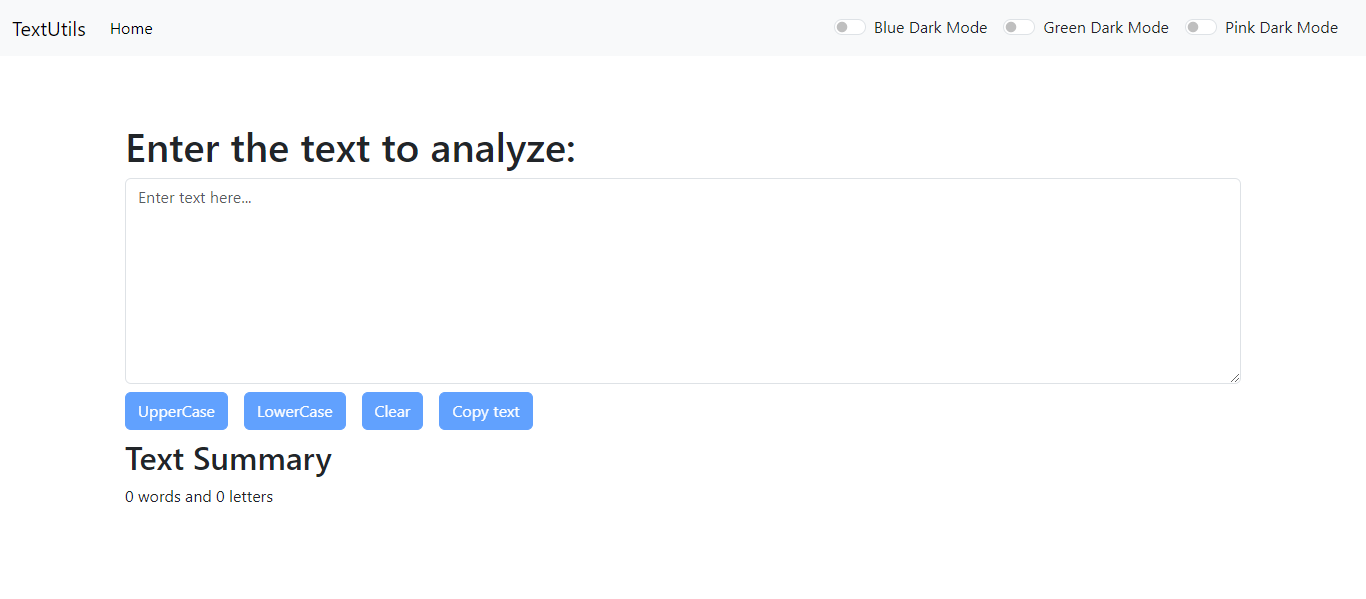 TextUtils Home Blue Dark Mode Green Dark Mode Pink Dark Mode
Enter the text to analyze:
Enter text here...
UpperCase LowerCase Clear Copy text
Text Summary
0 words and 0 letters